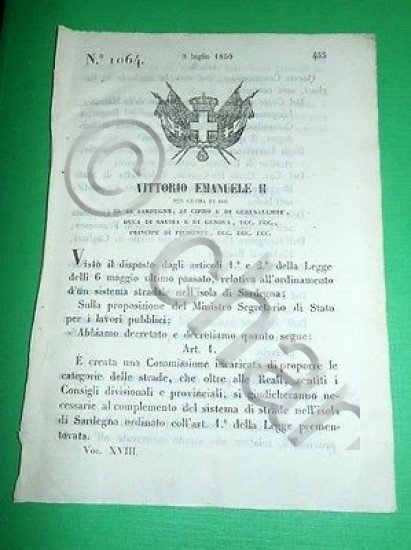 N.° 1064.
9 luglio 1850
VITTORIO EMANUELE II
PER GRAZIA DI DIO
RE DI SARDEGNA, DI CIPRO E DI GERUSALEMME,
DUCA DI SAVOIA E DI GENOVA, ECC. ECC.,
PRINCIPE DI PIEMONTE, ECC. ECC. ECC.
Visto il disposto dagli articoli 1.° e 2.° della Legge
delli 6 maggio ultimo passato, relativa all'ordinamento
d'un sistema stradale nell'isola di Sardegna;
Sulla proposizione del Ministro Segretario di Stato
per i lavori pubblici;
Abbiamo decretato e decretiamo quanto segue:
Art. 1.
È creata una Commissione incaricata di proporre le
categorie delle strade, che oltre alle Reali, sentiti i
Consigli divisionali e provinciali, si giudicheranno ne-
cessarie al complemento del sistema di strade nell'isola
di Sardegna ordinato coll'art. 1.° della Legge premen-
tovata.
Vol. XVIII.